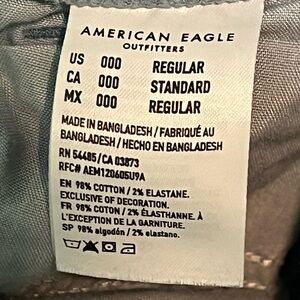 AMERICAN EAGLE
OUTFITTERS
US 000 REGULAR
CA 000 STANDARD
MX 000 REGULAR
MADE IN BANGLADESH / FABRIQUÉ AU
BANGLADESH / HECHO EN BANGLADESH
RN 54485/CA 03873
RFC# AEM120605U9A
EN 98% COTTON / 2% ELASTANE.
EXCLUSIVE OF DECORATION.
FR 98% COTON / 2% ÉLASTHANNE. À
L'EXCEPTION DE LA GARNITURE.
SP 98% algodón / 2% elastano.